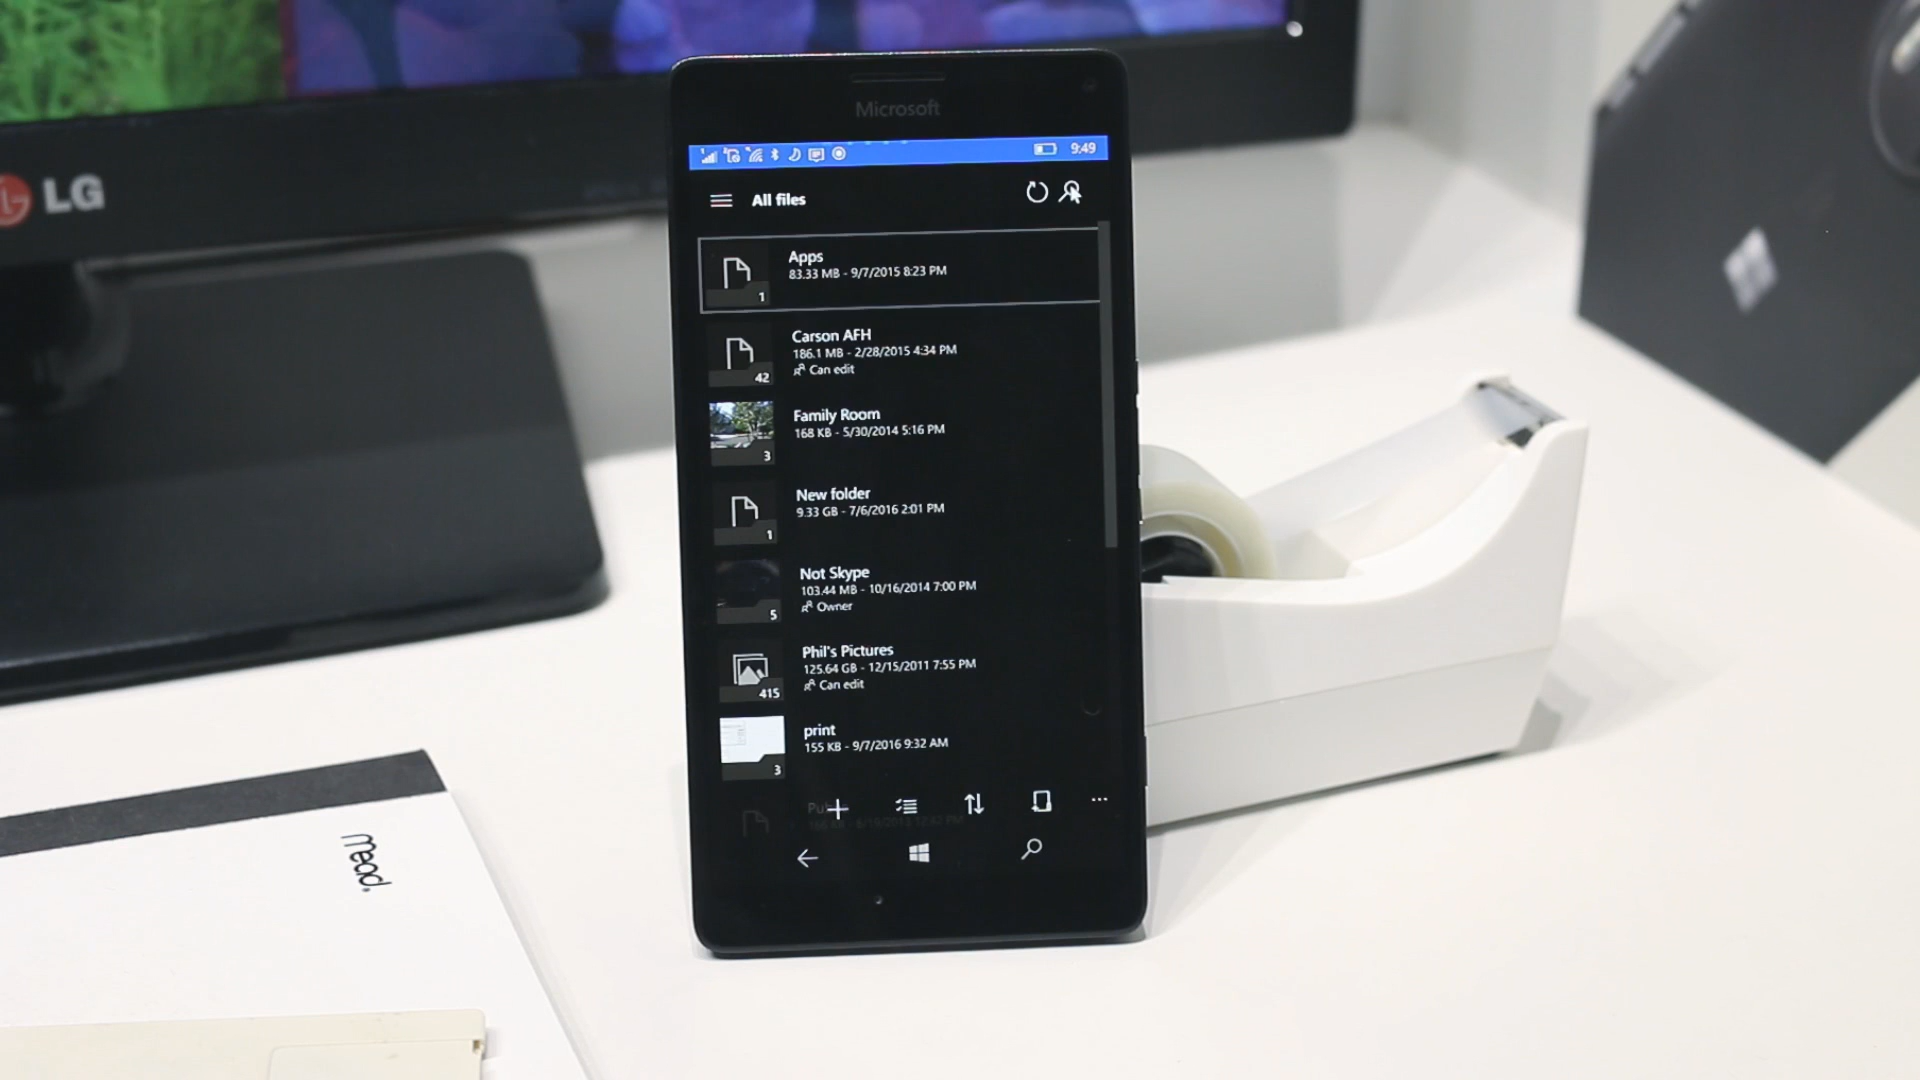 LG
Microsoft
9:49
All files
Apps
83.33 MB - 9/7/2015 8:23 PM
1
Carson AFH
186.1 MB - 2/28/2015 4:34 PM
Can edit
42
Family Room
168 KB - 5/30/2014 5:16 PM
3
New folder
9.33 GB - 7/6/2016 2:01 PM
1
Not Skype
103.44 MB - 10/16/2014 7:00 PM
Owner
5
Phil's Pictures
125.64 GB - 12/15/2011 7:55 PM
Can edit
415
print
155 KB - 9/7/2016 9:32 AM
3
mead